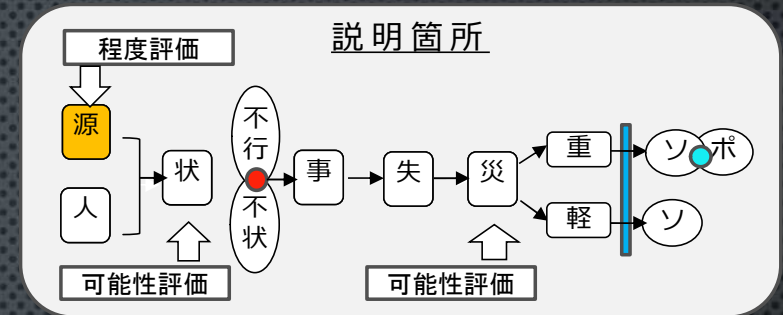 説明箇所
程度評価
源
人
状
不
行
不
状
事
失
災
重
軽
ソ
ポ
ソ
可能性評価
可能性評価